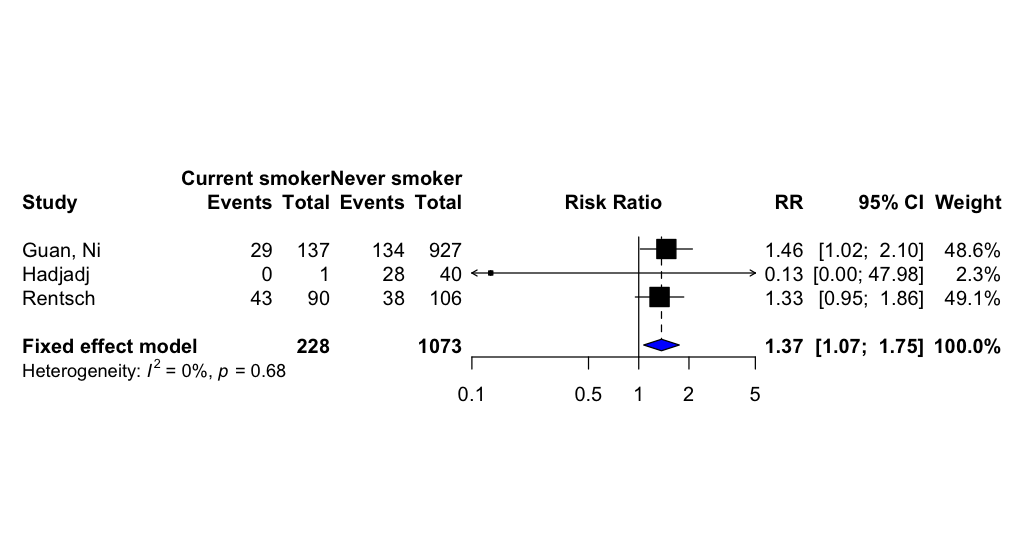 Current smokerNever smoker
Study Events Total Events Total Risk Ratio RR 95% CI Weight
Guan, Ni 29 137 134 927 1.46 [1.02; 2.10] 48.6%
Hadjadj 0 1 28 40 0.13 [0.00; 47.98] 2.3%
Rentsch 43 90 38 106 1.33 [0.95; 1.86] 49.1%
Fixed effect model 228 1073 1.37 [1.07; 1.75] 100.0%
Heterogeneity: I² = 0%, p = 0.68
0.1 0.5 1 2 5